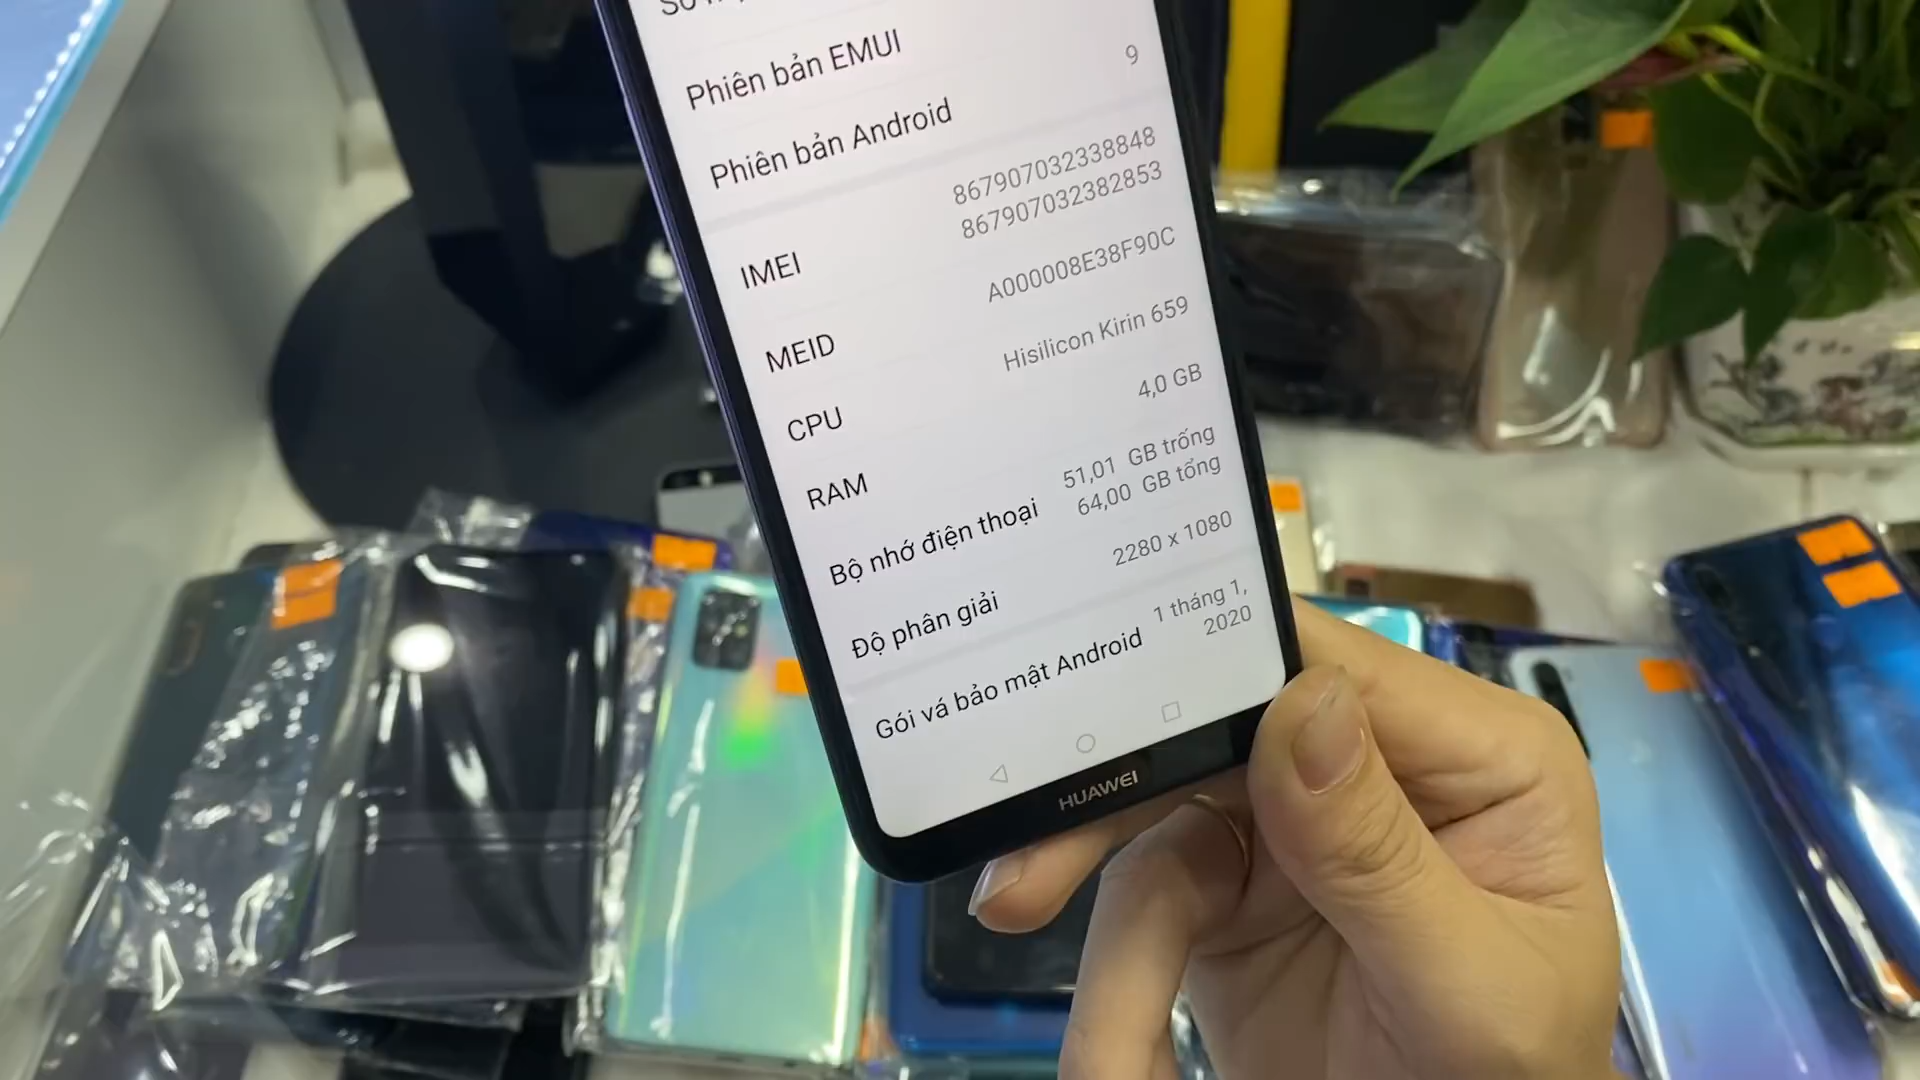 Phiên bản EMUI
9
Phiên bản Android
867907032338848
867907032382853
IMEI
A000008E38F90C
MEID
Hisilicon Kirin 659
CPU
4,0 GB
RAM
51,01 GB trống
64,00 GB tổng
Bộ nhớ điện thoại
2280 x 1080
Độ phân giải
1 tháng 1,
2020
Gói vá bảo mật Android
HUAWEI